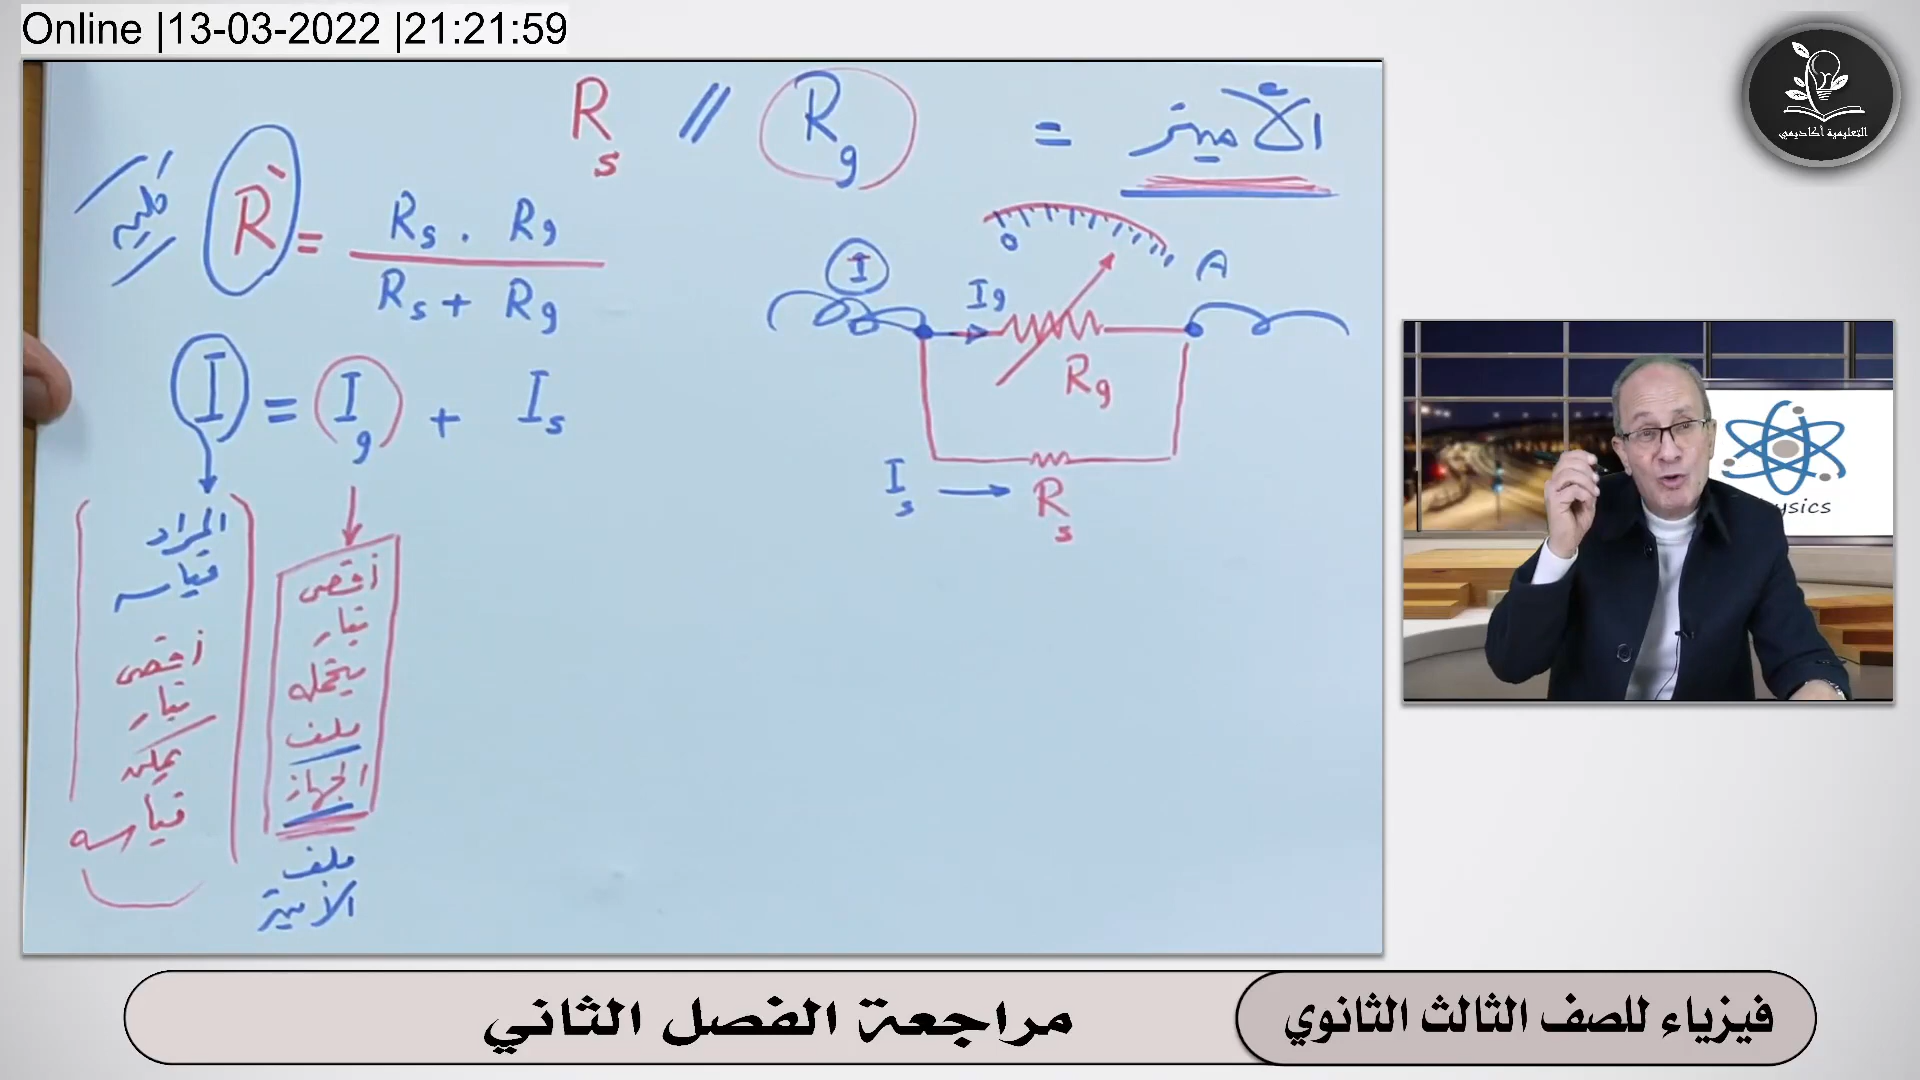 Online |13-03-2022 |21:21:59
التعليمية أكاديمي
الأميتر = Rg // Rs
كلية R` = Rs . Rg
Rs + Rg
I = Ig + Is
المراد
قياسه
أقصى
تيار
يمكن
قياسه
أقصى
تيار
يتحمله
ملف
الجهاز
ملف
الأميتر
0
A
I
Ig
Rg
Is
Rs
ysics
فيزياء للصف الثالث الثانوي
مراجعة الفصل الثاني